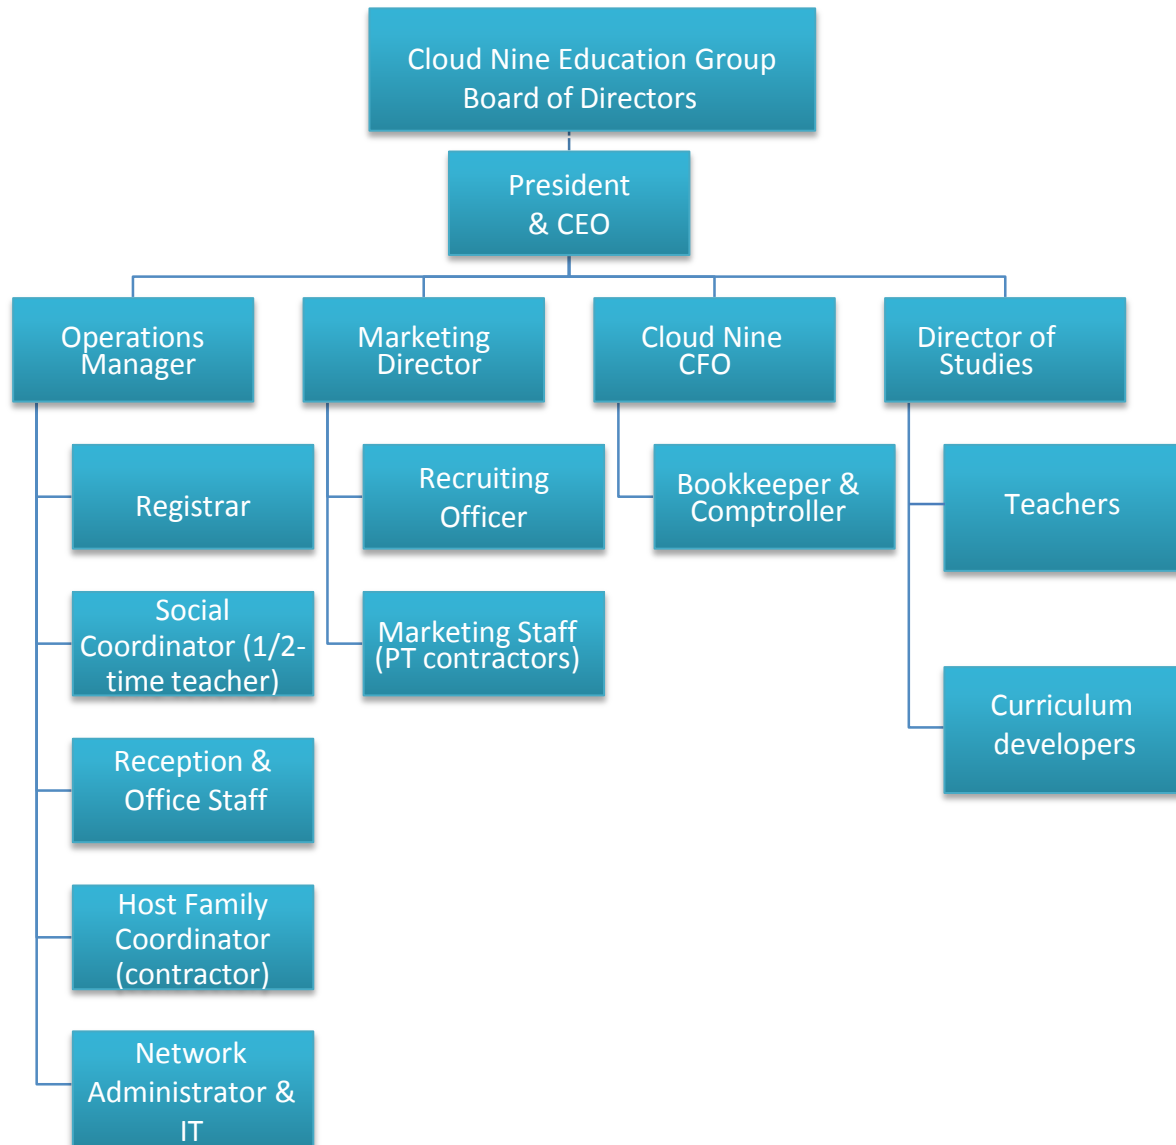 Cloud Nine Education Group
Board of Directors
President
& CEO
Operations
Manager
Marketing
Director
Cloud Nine
CFO
Director of
Studies
Registrar
Recruiting
Officer
Bookkeeper &
Comptroller
Teachers
Social
Coordinator (1/2-
time teacher)
Marketing Staff
(PT contractors)
Curriculum
developers
Reception &
Office Staff
Host Family
Coordinator
(contractor)
Network
Administrator &
IT